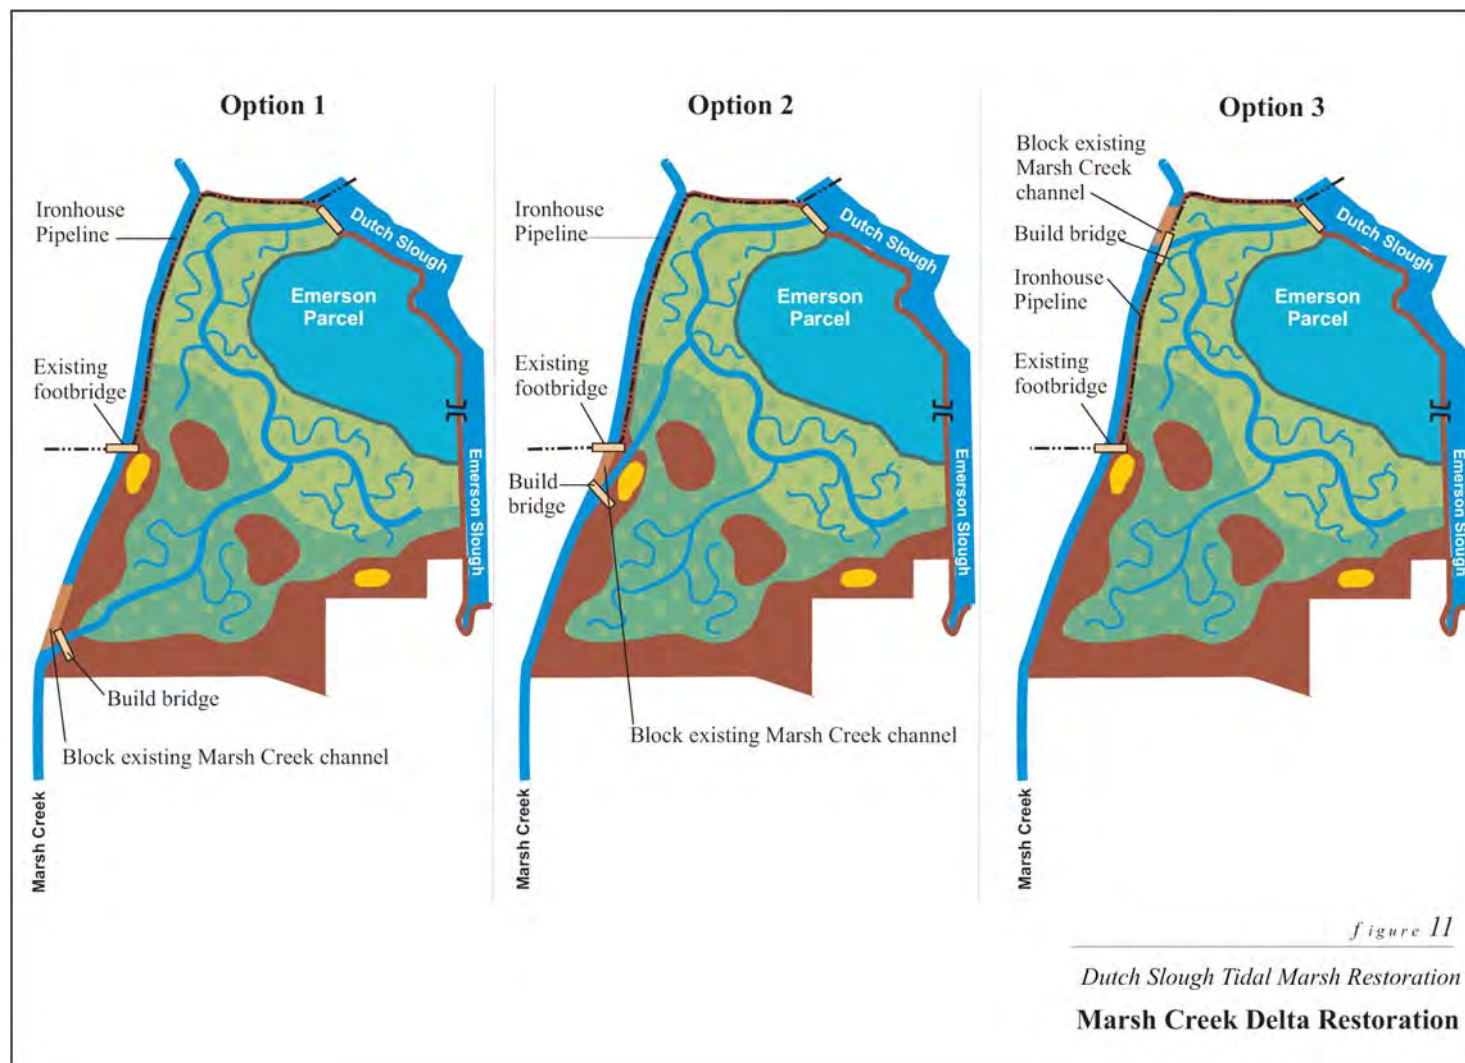 Option 1
Ironhouse
Pipeline
Dutch Slough
Emerson
Parcel
Existing
footbridge
Emerson Slough
Build bridge
Block existing Marsh Creek channel
Marsh Creek
Option 2
Ironhouse
Pipeline
Dutch Slough
Emerson
Parcel
Existing
footbridge
Build
bridge
Emerson Slough
Block existing Marsh Creek channel
Marsh Creek
Option 3
Block existing
Marsh Creek
channel
Build bridge
Ironhouse
Pipeline
Dutch Slough
Emerson
Parcel
Existing
footbridge
Emerson Slough
Marsh Creek
figure 11
Dutch Slough Tidal Marsh Restoration
Marsh Creek Delta Restoration